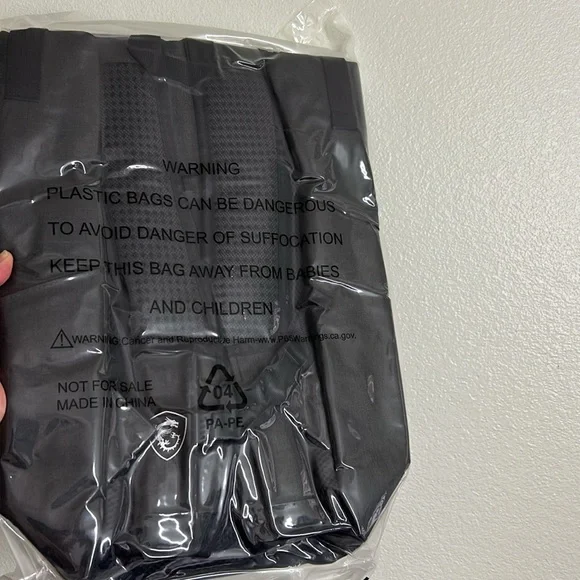 WARNING
PLASTIC BAGS CAN BE DANGEROUS
TO AVOID DANGER OF SUFFOCATION
KEEP THIS BAG AWAY FROM BABIES
AND CHILDREN
WARNING Cancer and Reproductive Harm-www.P65Warnings.ca.gov.
NOT FOR SALE
MADE IN CHINA
04
PA-PE